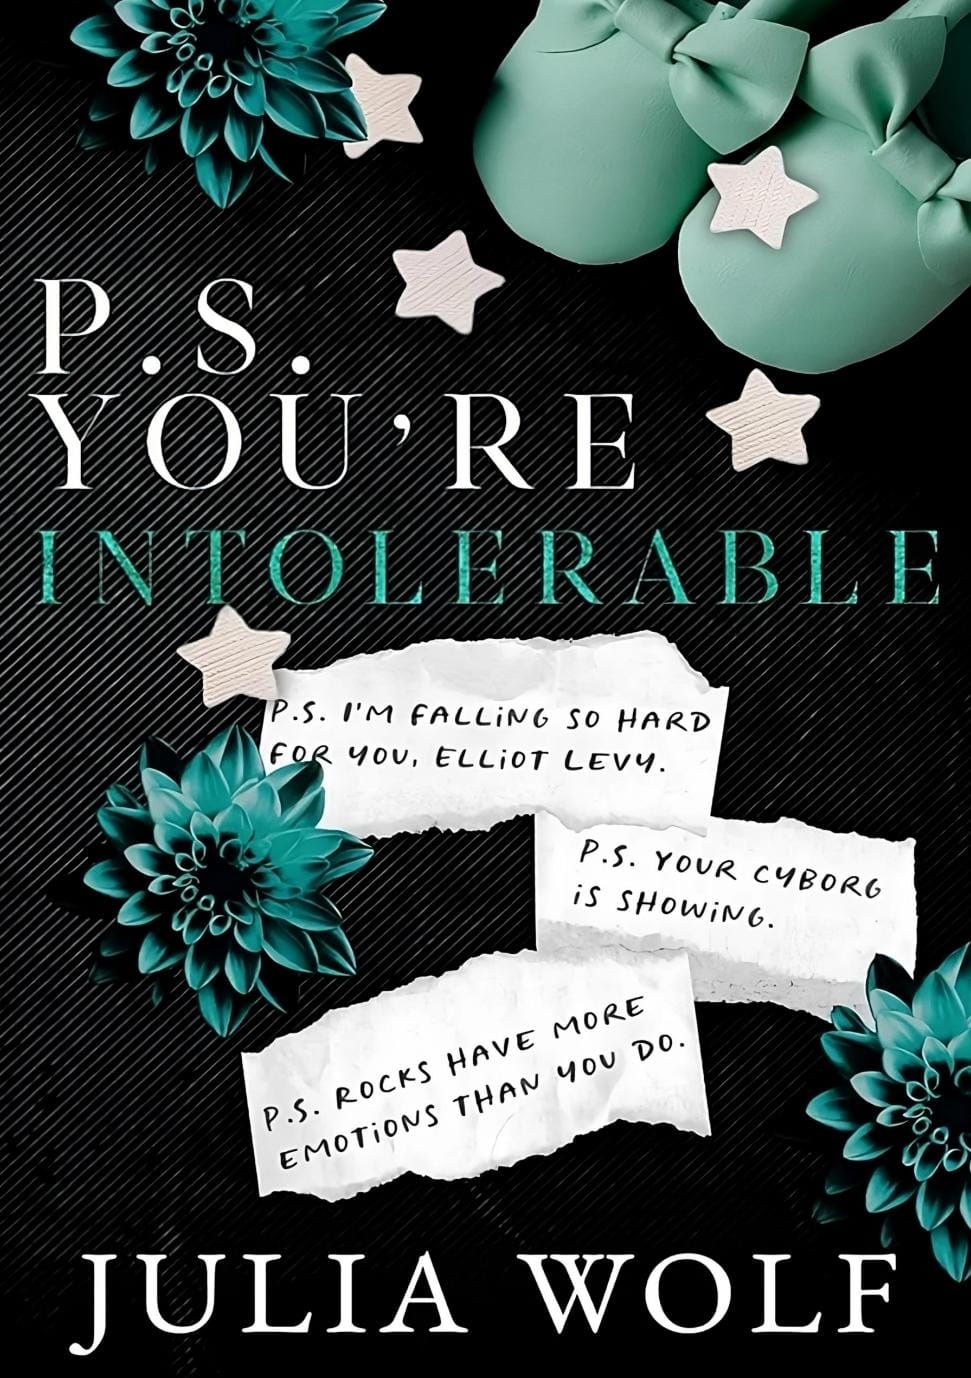 P.S.
YOU'RE
INTOLERABLE
P.S. I'M FALLING SO HARD
FOR YOU, ELLIOT LEVY.
P.S. YOUR CYBORG
IS SHOWING.
P.S. ROCKS HAVE MORE
EMOTIONS THAN YOU DO.
JULIA WOLF